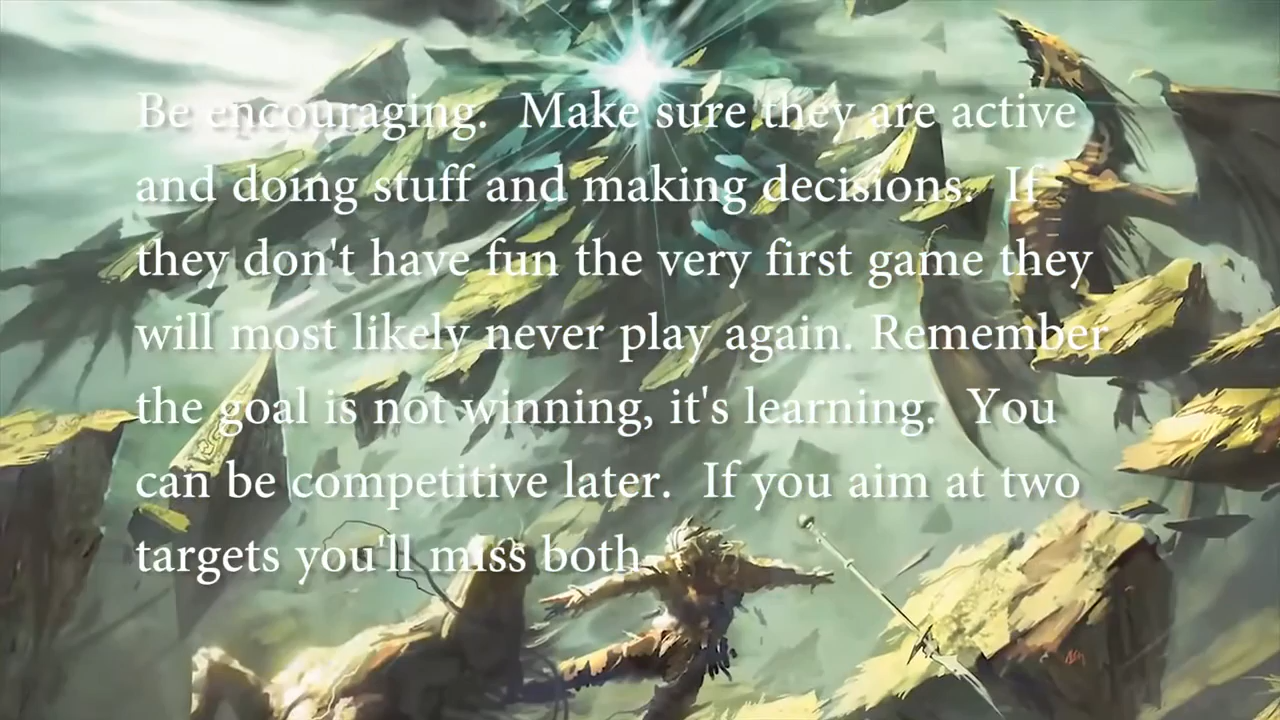 Be encouraging.  Make sure they are active
and doing stuff and making decisions.  If
they don't have fun the very first game they
will most likely never play again. Remember
the goal is not winning, it's learning.  You
can be competitive later.  If you aim at two
targets you'll miss both